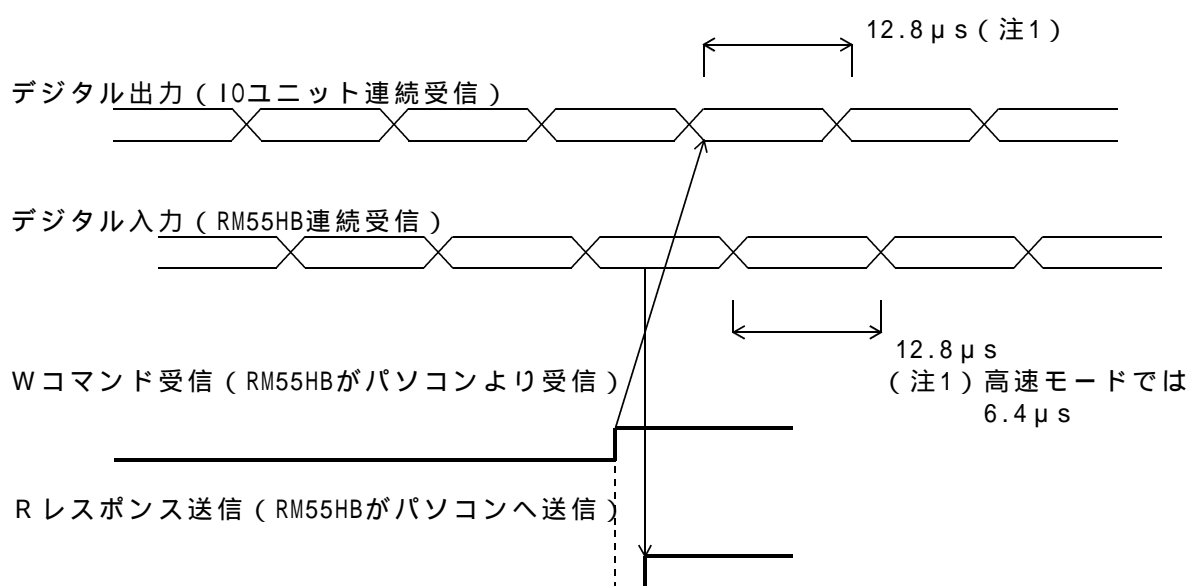 12.8μs(注1)
デジタル出力(IOユニット連続受信)
デジタル入力(RM55HB連続受信)
12.8μs
Wコマンド受信(RM55HBがパソコンより受信)
(注1)高速モードでは
6.4μs
Rレスポンス送信(RM55HBがパソコンへ送信)